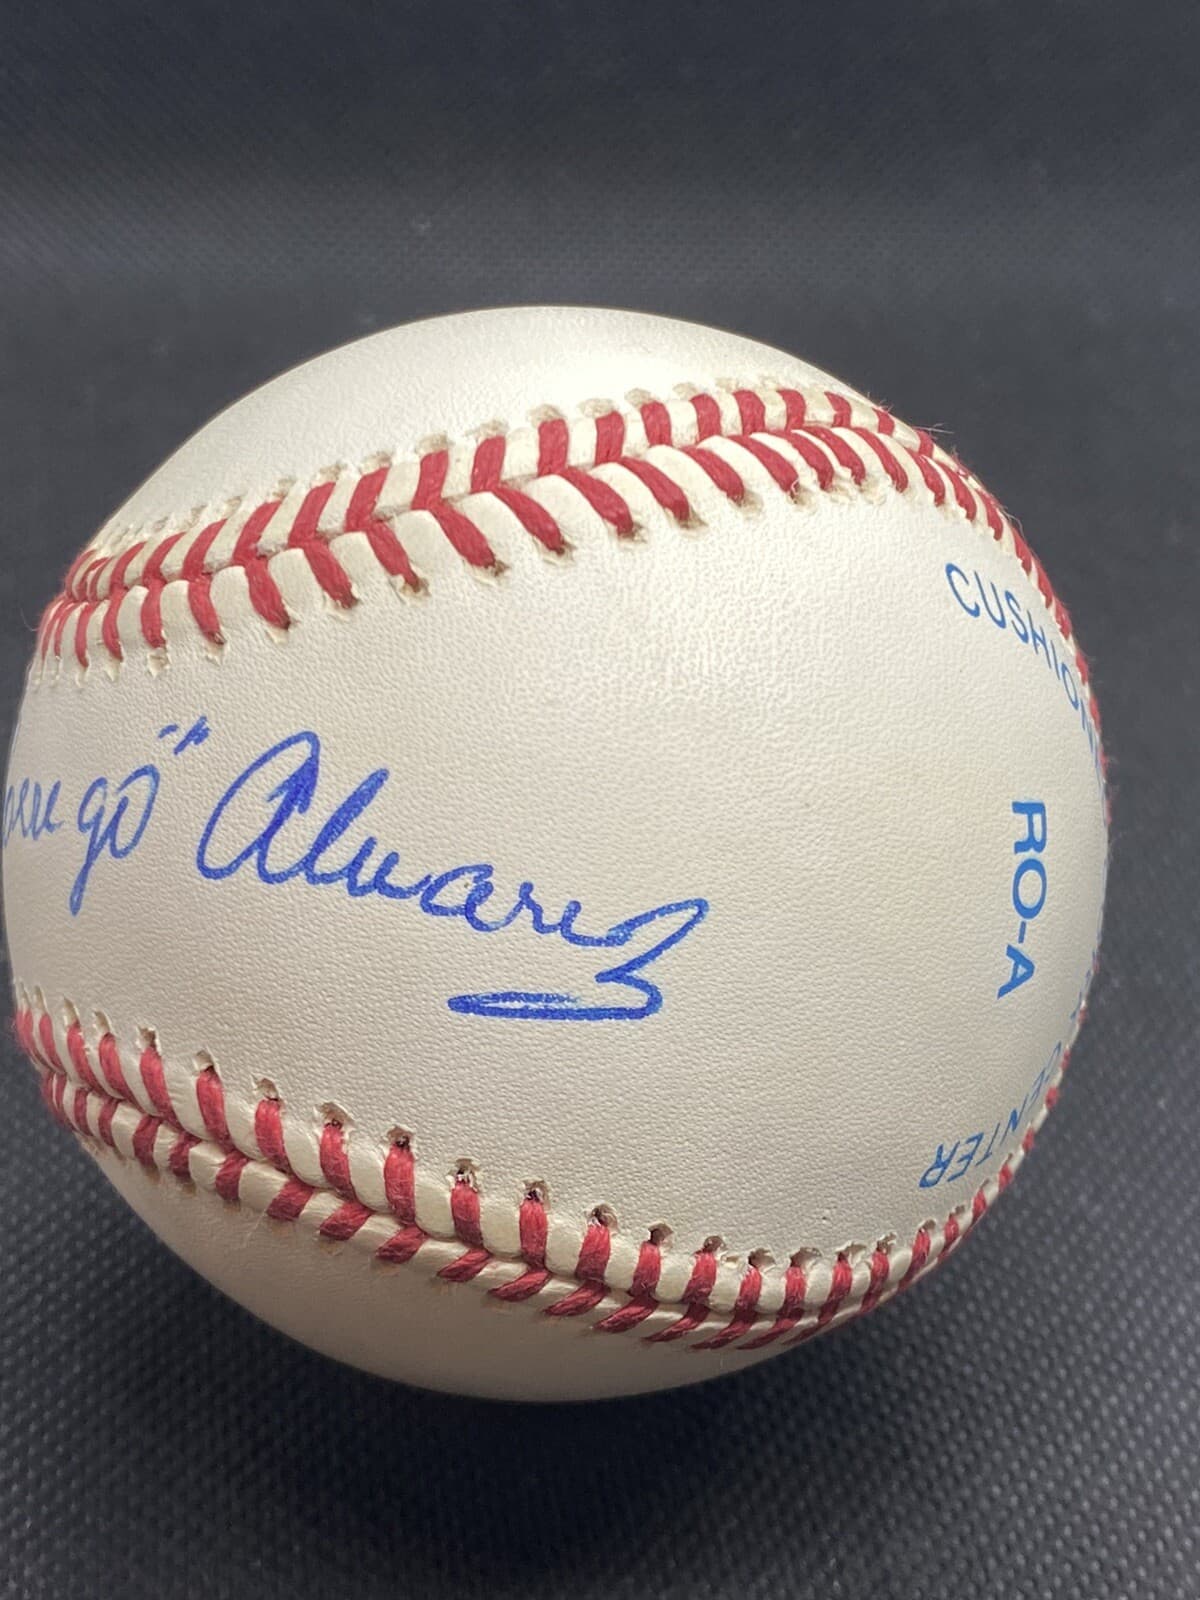 " Alvarez
CUSHION
RO-A
CENTER